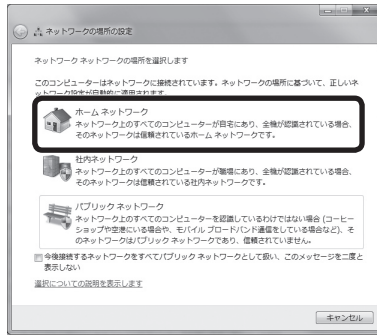 ネットワークの場所の設定
ネットワーク ネットワークの場所を選択します
このコンピューターはネットワークに接続されています。ネットワークの場所に基づいて、正しいネ
ットワーク設定が自動的に適用されます。
ホーム ネットワーク
ネットワーク上のすべてのコンピューターが自宅にあり、全機が認識されている場合、
そのネットワークは信頼されているホーム ネットワークです。
社内ネットワーク
ネットワーク上のすべてのコンピューターが職場にあり、全機が認識されている場合、
そのネットワークは信頼されている社内ネットワークです。
パブリック ネットワーク
ネットワーク上のすべてのコンピューターを認識しているわけではない場合 (コーヒー
ショップや空港にいる場合や、モバイル ブロードバンド通信をしている場合など)、そ
のネットワークはパブリック ネットワークであり、信頼されていません。
今後接続するネットワークをすべてパブリック ネットワークとして扱い、このメッセージを二度と
表示しない
選択についての説明を表示します
キャンセル